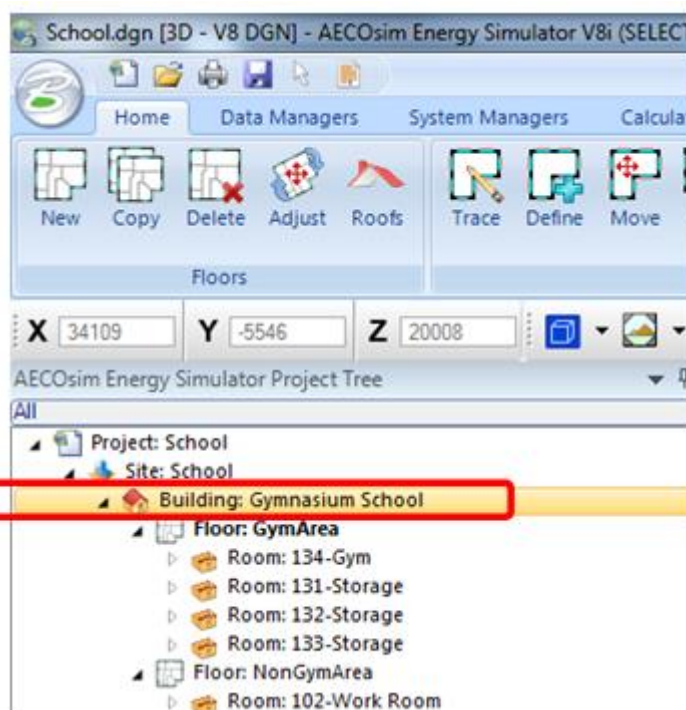 School.dgn [3D - V8 DGN] - AECOsim Energy Simulator V8i (SELECT
Home Data Managers System Managers Calcula
New Copy Delete Adjust Roofs Trace Define Move
Floors
X 34109 Y -5546 Z 20008
AECOsim Energy Simulator Project Tree
All
Project: School
Site: School
Building: Gymnasium School
Floor: GymArea
Room: 134-Gym
Room: 131-Storage
Room: 132-Storage
Room: 133-Storage
Floor: NonGymArea
Room: 102-Work Room